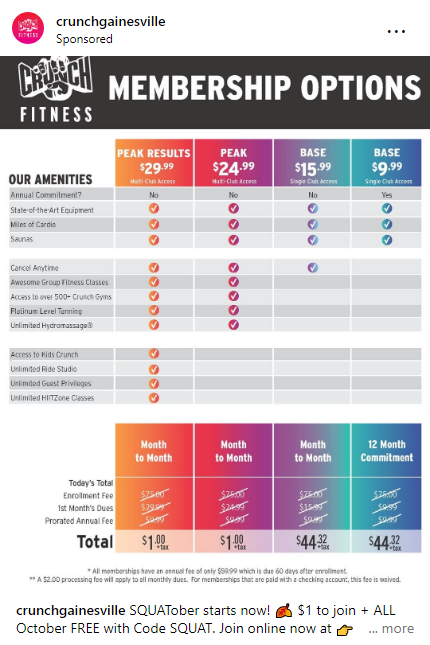 crunchgainesville
Sponsored
CRUNCH
FITNESS
MEMBERSHIP OPTIONS
OUR AMENITIES
PEAK RESULTS
$29.99
Multi-Club Access
PEAK
$24.99
Multi-Club Access
BASE
$15.99
Single Club Access
BASE
$9.99
Single Club Access
Annual Commitment? No No No Yes
State-of-the-Art Equipment
Miles of Cardio
Saunas
Cancel Anytime
Awesome Group Fitness Classes
Access to over 500+ Crunch Gyms
Platinum Level Tanning
Unlimited Hydromassage®
Access to Kids Crunch
Unlimited Ride Studio
Unlimited Guest Privileges
Unlimited HIITZone Classes
Month to Month
Month to Month
Month to Month
12 Month Commitment
Today's Total
Enrollment Fee $75.00 $75.00 $75.00 $75.00
1st Month's Dues $29.99 $24.99 $15.99 $9.99
Prorated Annual Fee $9.99 $9.99 $9.99 $9.99
Total $1.00 +tax $1.00 +tax $44.32 +tax $44.32 +tax
* All memberships have an annual fee of only $59.99 which is due 60 days after enrollment.
** A $2.00 processing fee will apply to all monthly dues. For memberships that are paid with a checking account, this fee is waived.
crunchgainesville SQUATober starts now! 🍂 $1 to join + ALL
October FREE with Code SQUAT. Join online now at 👉 ... more